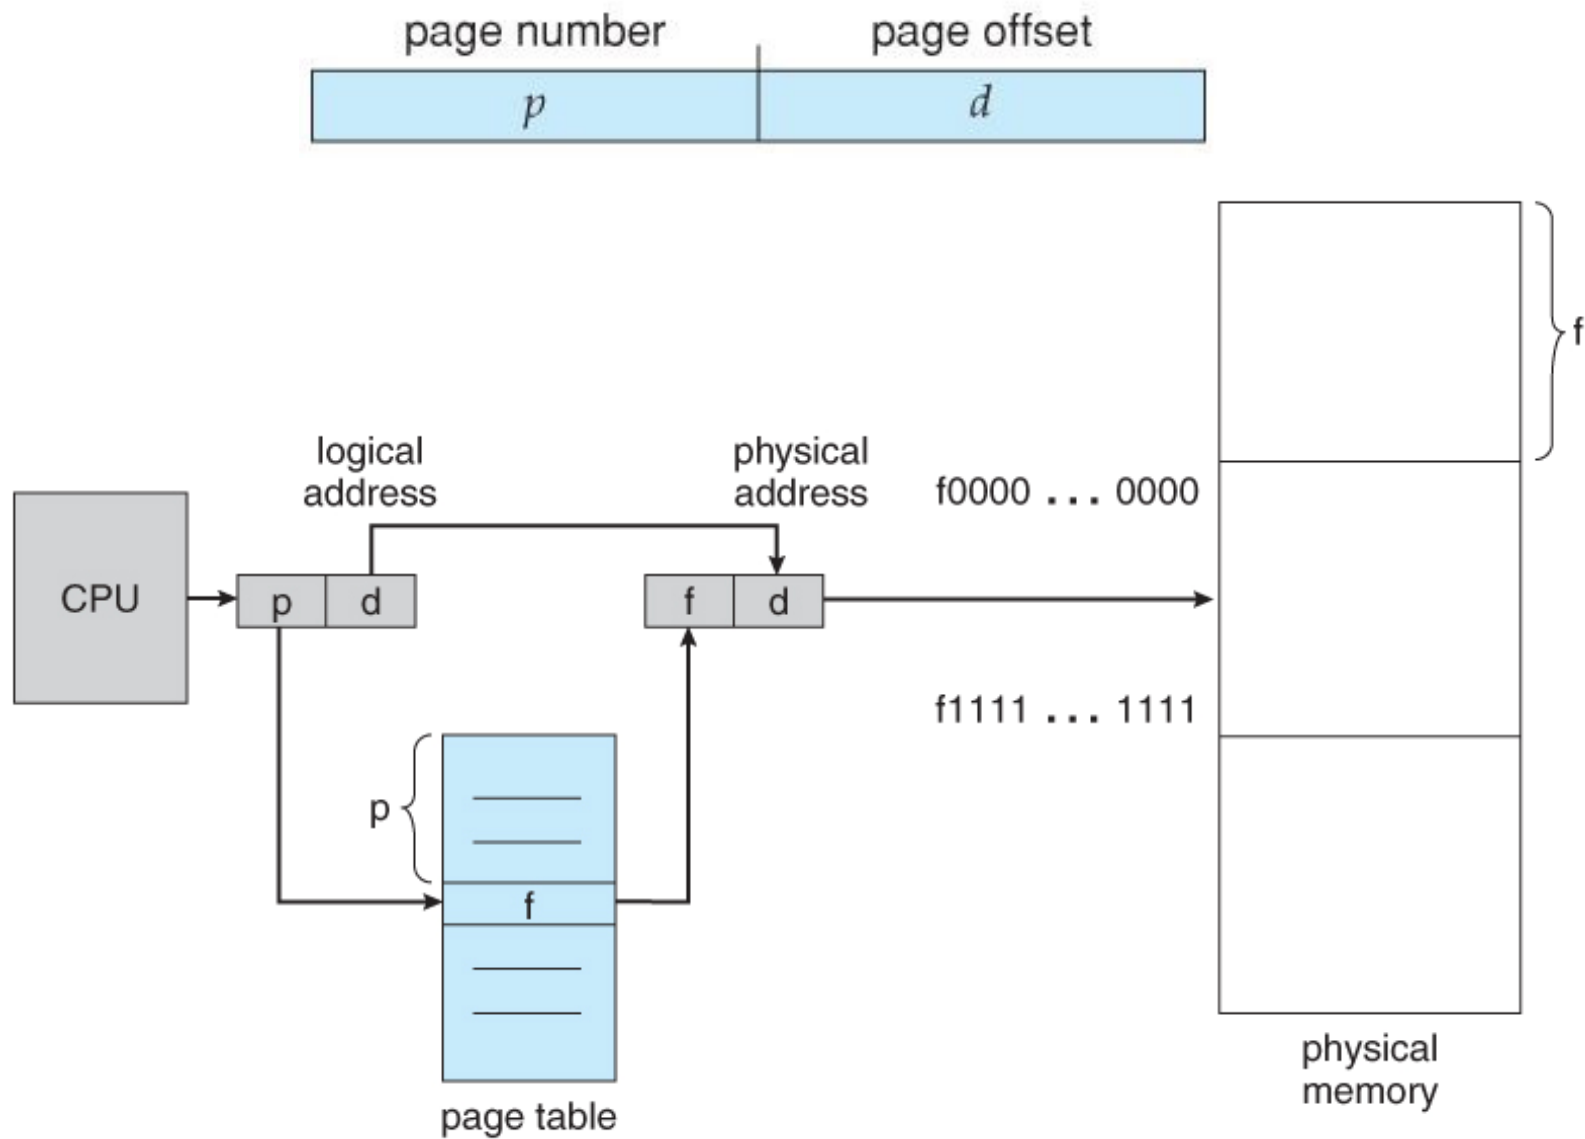 page number
page offset
p
d
f
logical
address
physical
address
f0000 ... 0000
CPU
p
d
f
d
f1111 ... 1111
p
f
page table
physical
memory